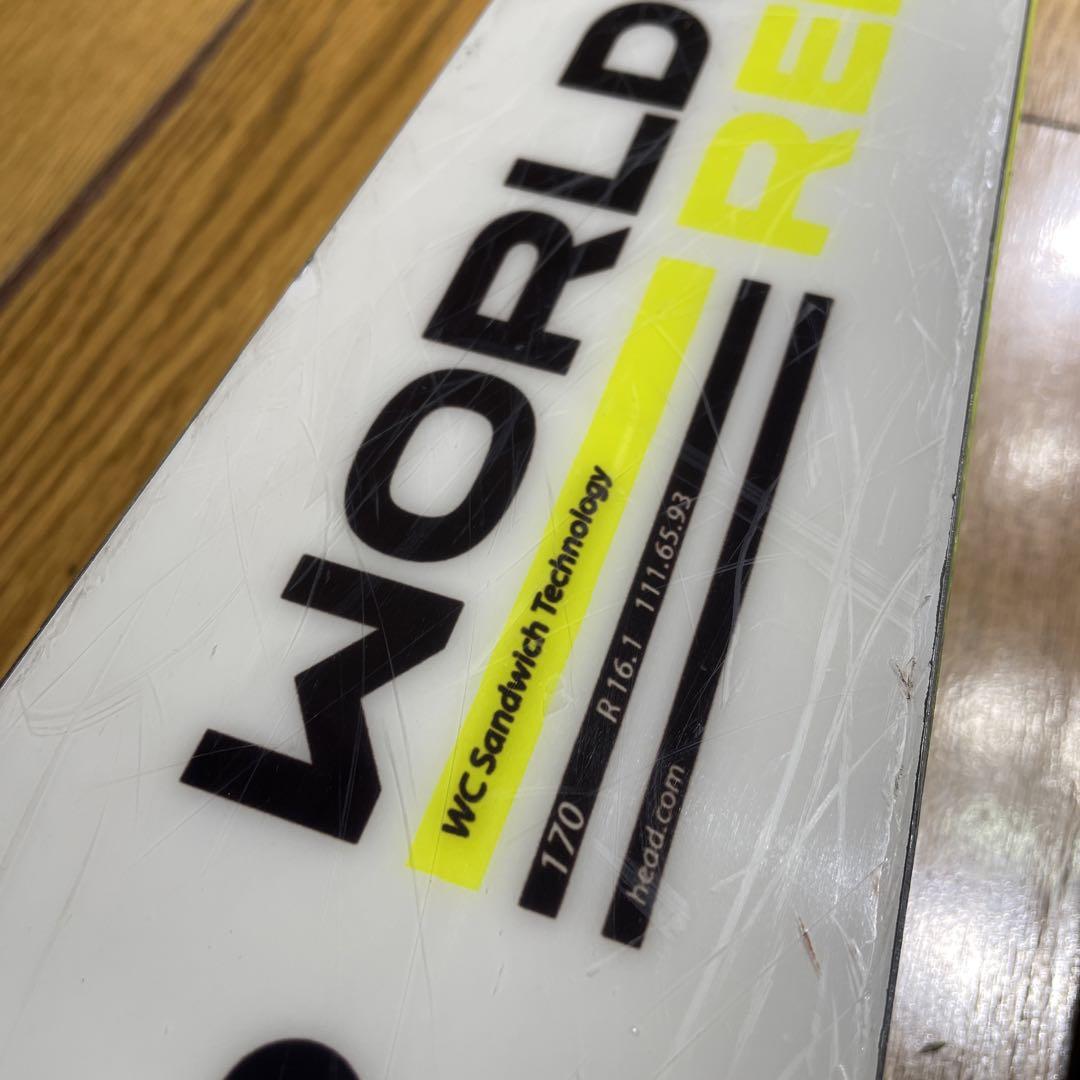 WORLD
RE
WC Sandwich Technology
170 R 16.1 111.65.93
head.com